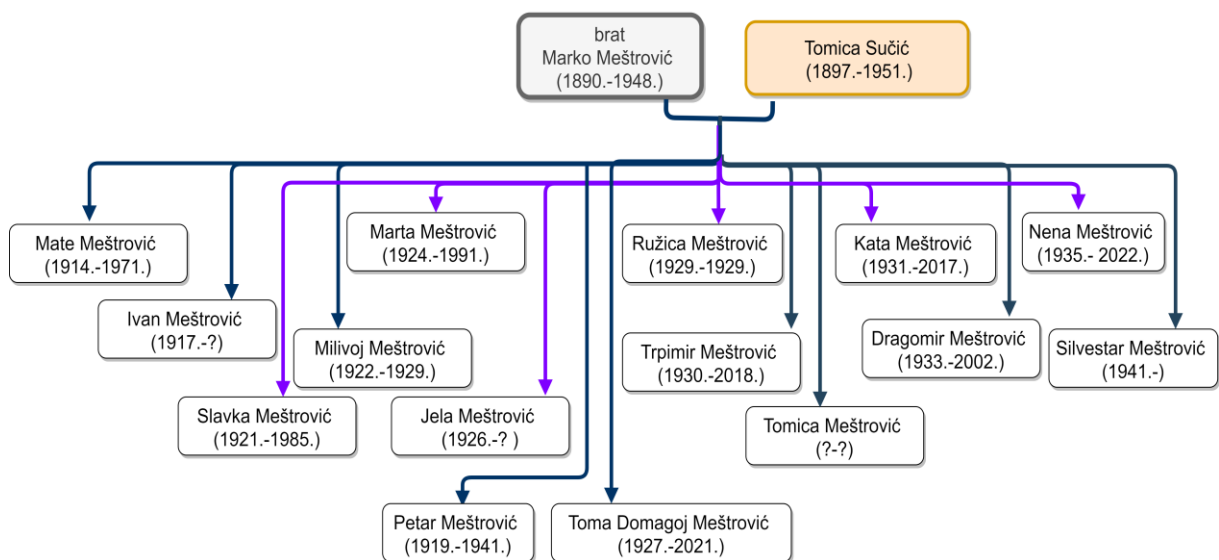 brat
Marko Meštrović
(1890.-1948.)
Tomica Sučić
(1897.-1951.)
Mate Meštrović
(1914.-1971.)
Marta Meštrović
(1924.-1991.)
Ružica Meštrović
(1929.-1929.)
Kata Meštrović
(1931.-2017.)
Nena Meštrović
(1935.- 2022.)
Ivan Meštrović
(1917.-?)
Milivoj Meštrović
(1922.-1929.)
Trpimir Meštrović
(1930.-2018.)
Dragomir Meštrović
(1933.-2002.)
Silvestar Meštrović
(1941.-)
Slavka Meštrović
(1921.-1985.)
Jela Meštrović
(1926.-? )
Tomica Meštrović
(?-?)
Petar Meštrović
(1919.-1941.)
Toma Domagoj Meštrović
(1927.-2021.)